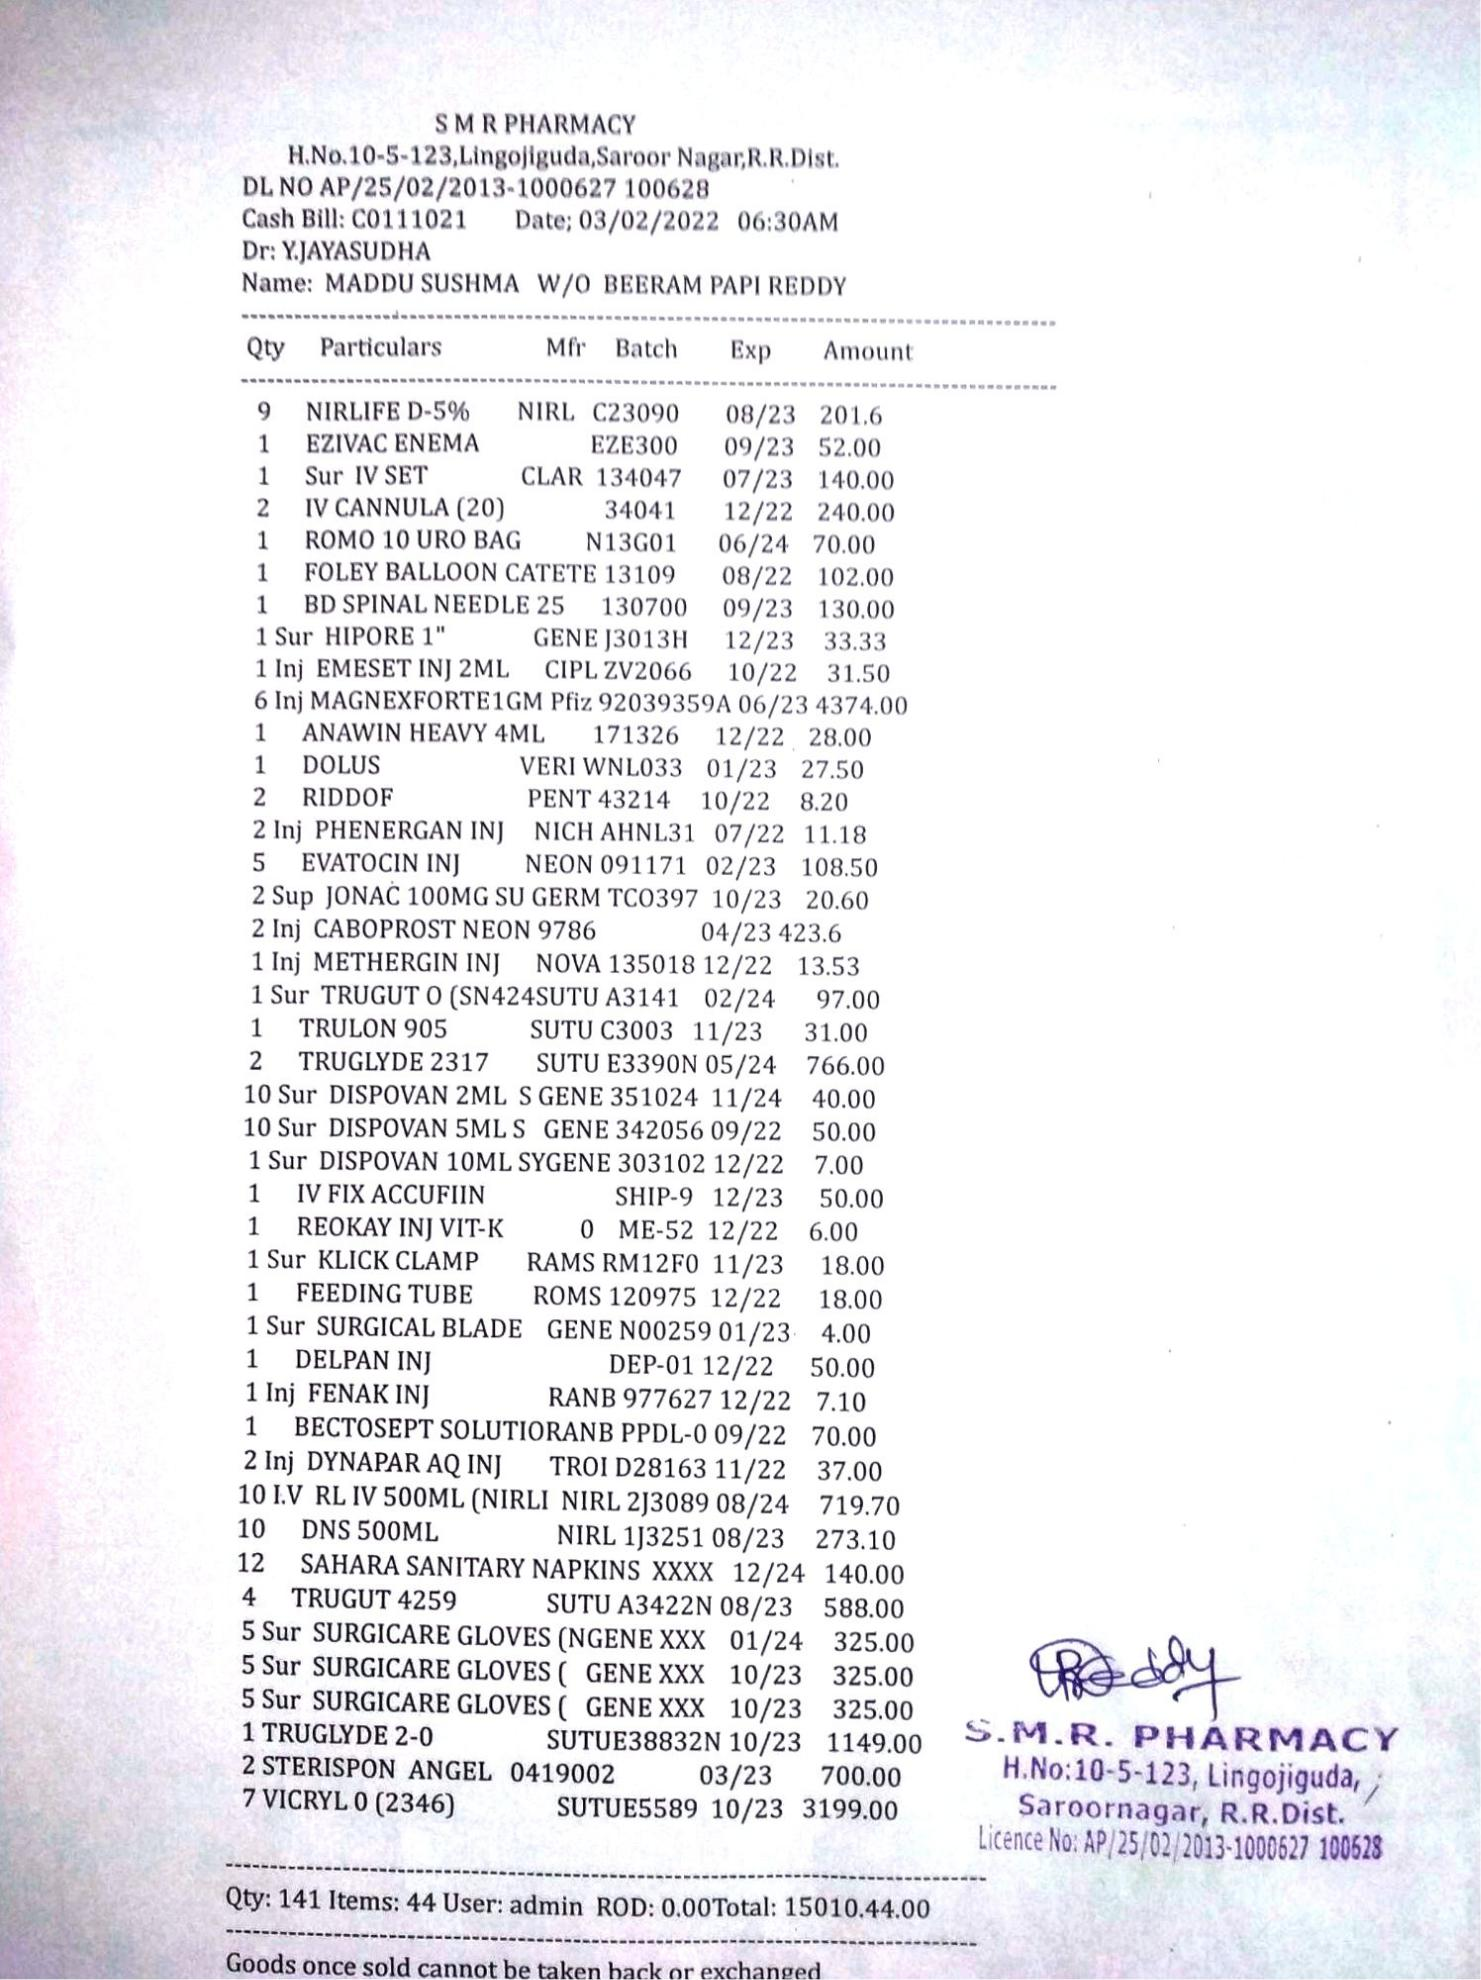 S M R PHARMACY
H.No.10-5-123,Lingojiguda,Saroor Nagar,R.R.Dist.
DL NO AP/25/02/2013-1000627 100628
Cash Bill: C0111021 Date; 03/02/2022 06:30AM
Dr: Y.JAYASUDHA
Name: MADDU SUSHMA W/O BEERAM PAPI REDDY
Qty Particulars Mfr Batch Exp Amount
9 NIRLIFE D-5% NIRL C23090 08/23 201.6
1 EZIVAC ENEMA EZE300 09/23 52.00
1 Sur IV SET CLAR 134047 07/23 140.00
2 IV CANNULA (20) 34041 12/22 240.00
1 ROMO 10 URO BAG N13G01 06/24 70.00
1 FOLEY BALLOON CATETE 13109 08/22 102.00
1 BD SPINAL NEEDLE 25 130700 09/23 130.00
1 Sur HIPORE 1" GENE J3013H 12/23 33.33
1 Inj EMESET INJ 2ML CIPL ZV2066 10/22 31.50
6 Inj MAGNEXFORTE1GM Pfiz 92039359A 06/23 4374.00
1 ANAWIN HEAVY 4ML 171326 12/22 28.00
1 DOLUS VERI WNL033 01/23 27.50
2 RIDDOF PENT 43214 10/22 8.20
2 Inj PHENERGAN INJ NICH AHNL31 07/22 11.18
5 EVATOCIN INJ NEON 091171 02/23 108.50
2 Sup JONAC 100MG SU GERM TCO397 10/23 20.60
2 Inj CABOPROST NEON 9786 04/23 423.6
1 Inj METHERGIN INJ NOVA 135018 12/22 13.53
1 Sur TRUGUT O (SN424SUTU A3141 02/24 97.00
1 TRULON 905 SUTU C3003 11/23 31.00
2 TRUGLYDE 2317 SUTU E3390N 05/24 766.00
10 Sur DISPOVAN 2ML S GENE 351024 11/24 40.00
10 Sur DISPOVAN 5ML S GENE 342056 09/22 50.00
1 Sur DISPOVAN 10ML SYGENE 303102 12/22 7.00
1 IV FIX ACCUFIIN SHIP-9 12/23 50.00
1 REOKAY INJ VIT-K 0 ME-52 12/22 6.00
1 Sur KLICK CLAMP RAMS RM12F0 11/23 18.00
1 FEEDING TUBE ROMS 120975 12/22 18.00
1 Sur SURGICAL BLADE GENE N00259 01/23 4.00
1 DELPAN INJ DEP-01 12/22 50.00
1 Inj FENAK INJ RANB 977627 12/22 7.10
1 BECTOSEPT SOLUTIORANB PPDL-0 09/22 70.00
2 Inj DYNAPAR AQ INJ TROI D28163 11/22 37.00
10 I.V RL IV 500ML (NIRLI NIRL 2J3089 08/24 719.70
10 DNS 500ML NIRL 1J3251 08/23 273.10
12 SAHARA SANITARY NAPKINS XXXX 12/24 140.00
4 TRUGUT 4259 SUTU A3422N 08/23 588.00
5 Sur SURGICARE GLOVES (NGENE XXX 01/24 325.00
5 Sur SURGICARE GLOVES ( GENE XXX 10/23 325.00
5 Sur SURGICARE GLOVES ( GENE XXX 10/23 325.00
1 TRUGLYDE 2-0 SUTUE38832N 10/23 1149.00
2 STERISPON ANGEL 0419002 03/23 700.00
7 VICRYL 0 (2346) SUTUE5589 10/23 3199.00
S.M.R. PHARMACY
H.No:10-5-123, Lingojiguda,
Saroornagar, R.R.Dist.
Licence No: AP/25/02/2013-1000627 100628
Qty: 141 Items: 44 User: admin ROD: 0.00Total: 15010.44.00
Goods once sold cannot be taken back or exchanged